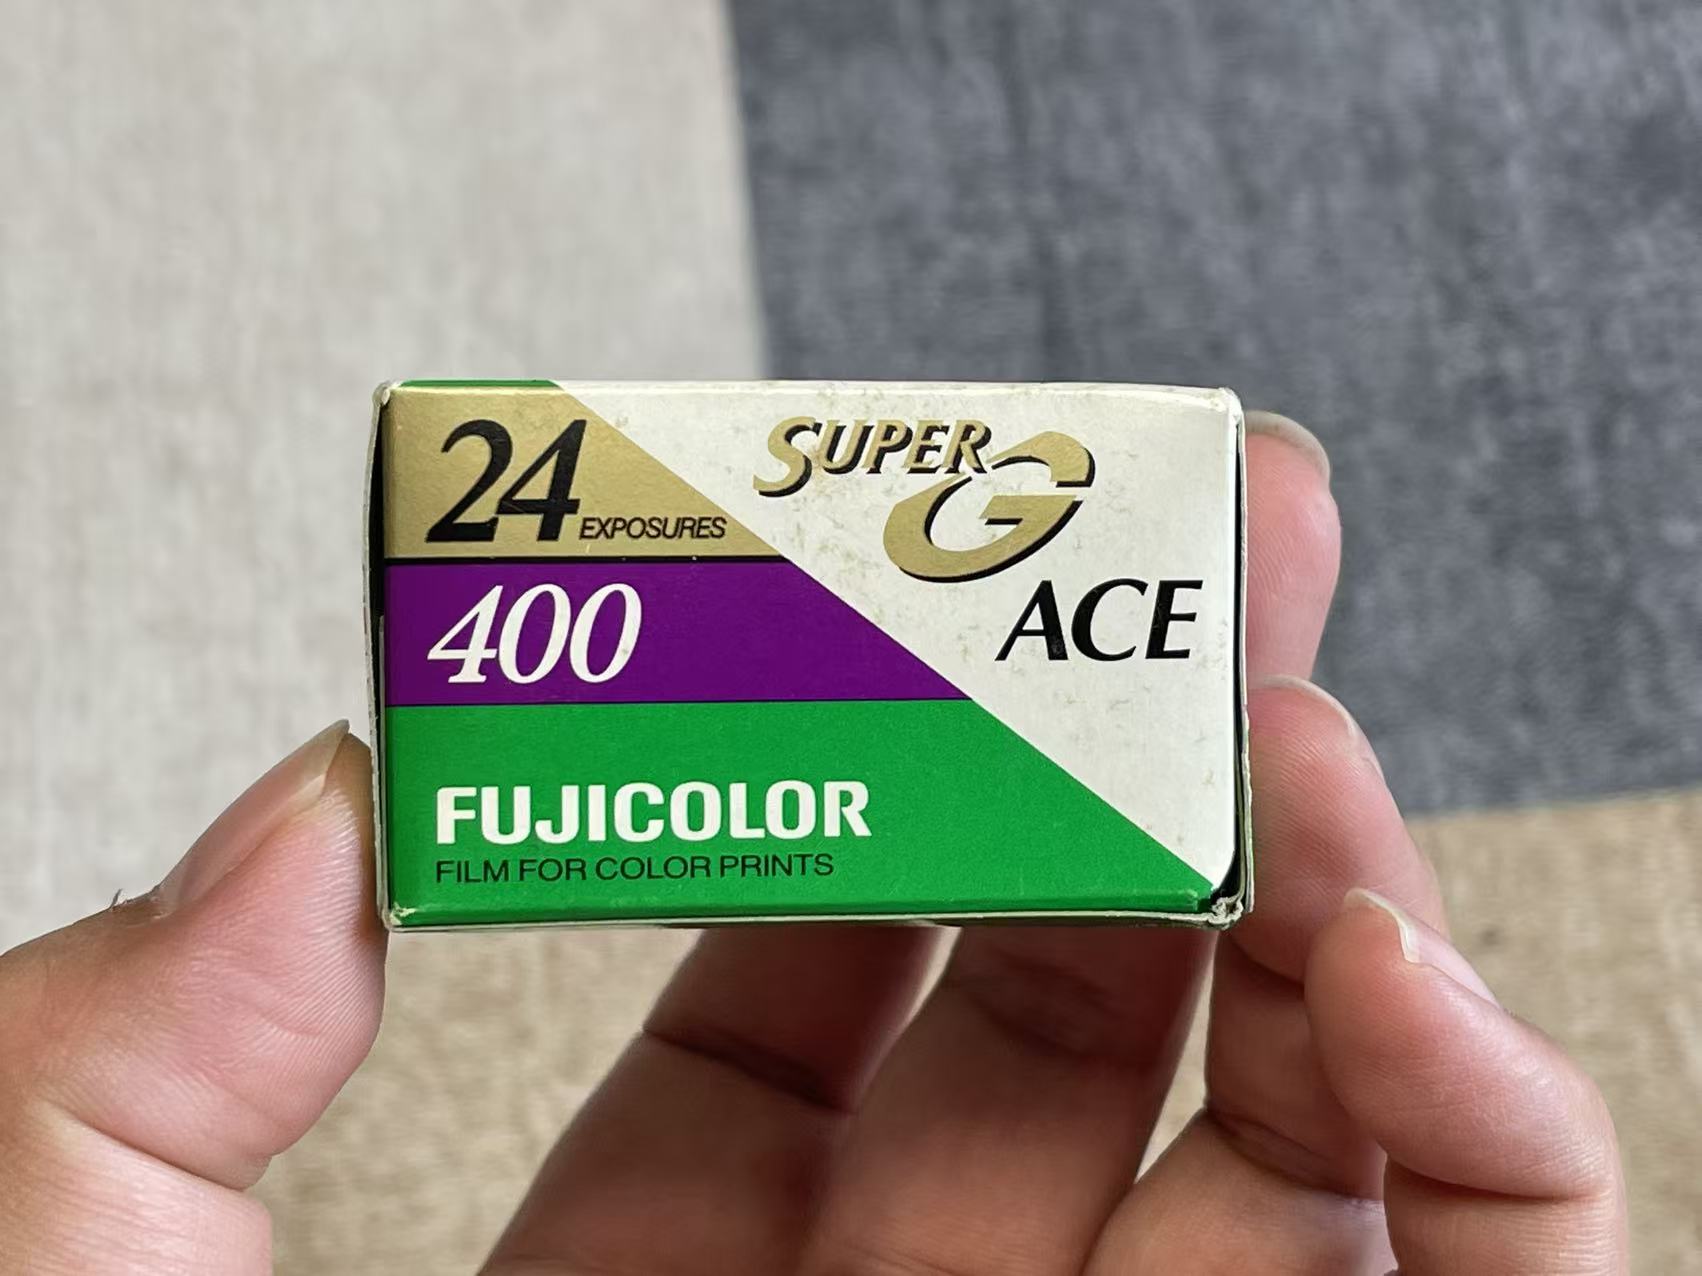 24 EXPOSURES
400
SUPER G
ACE
FUJICOLOR
FILM FOR COLOR PRINTS